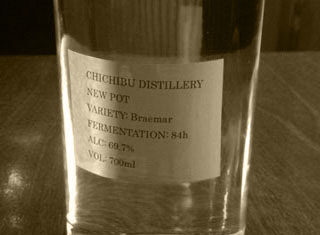 CHICHIBU DISTILLERY
NEW POT
VARIETY: Braemar
FERMENTATION: 84h
ALC: 69.7%
VOL: 700ml